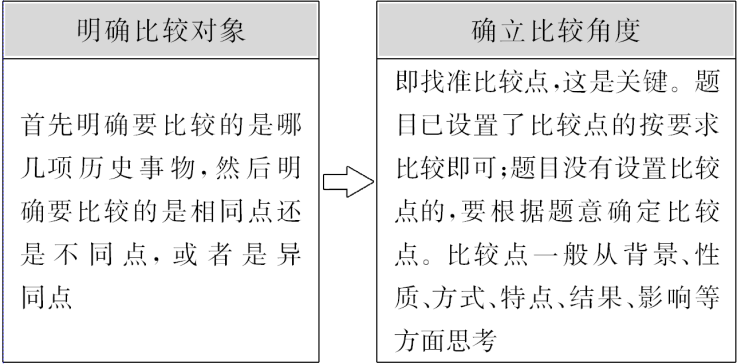 明确比较对象
首先明确要比较的是哪
几项历史事物,然后明
确要比较的是相同点还
是不同点,或者是异
同点
确立比较角度
即找准比较点,这是关键。题
目已设置了比较点的按要求
比较即可;题目没有设置比较
点的,要根据题意确定比较
点。比较点一般从背景、性
质、方式、特点、结果、影响等
方面思考